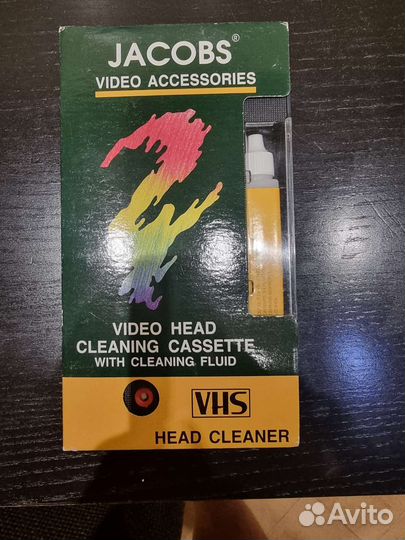 JACOBS®
VIDEO ACCESSORIES
VIDEO HEAD
CLEANING CASSETTE
WITH CLEANING FLUID
VHS
HEAD CLEANER
Avito